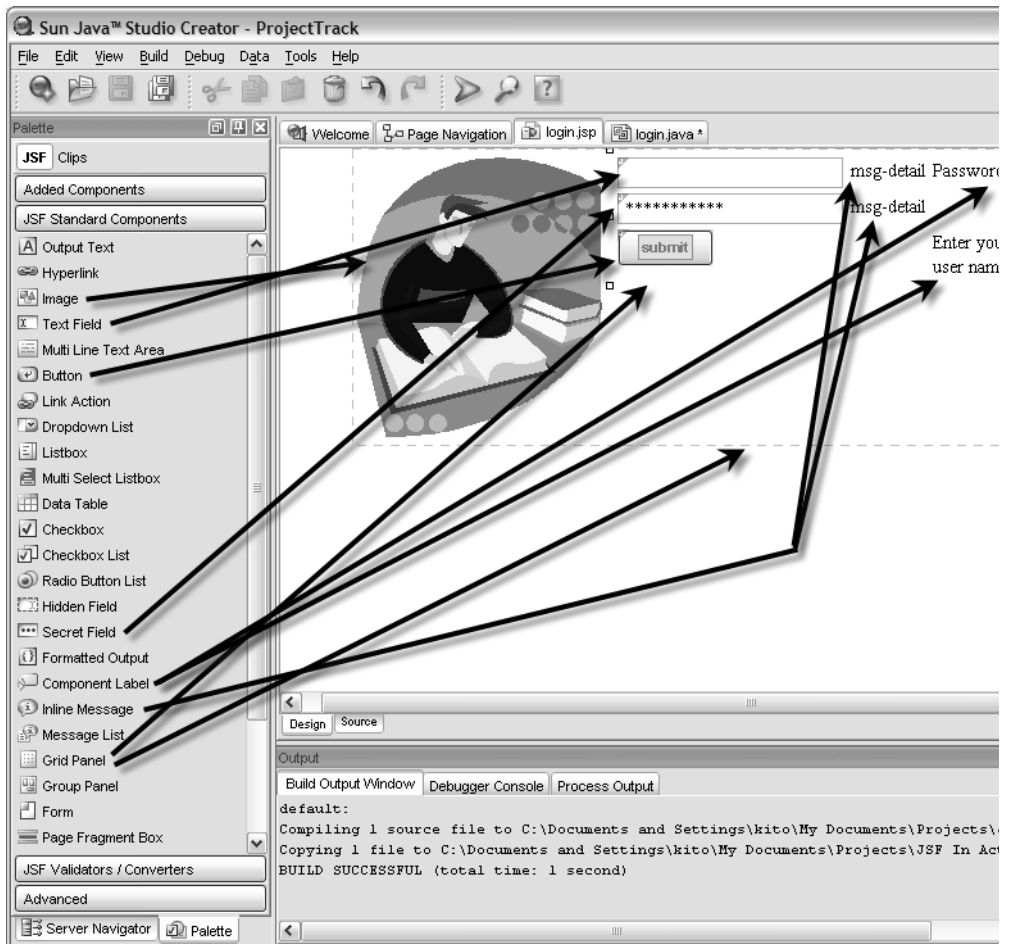 Sun Java™ Studio Creator - ProjectTrack
File Edit View Build Debug Data Tools Help
Palette
JSF Clips
Added Components
JSF Standard Components
Output Text
Hyperlink
Image
Text Field
Multi Line Text Area
Button
Link Action
Dropdown List
Listbox
Multi Select Listbox
Data Table
Checkbox
Checkbox List
Radio Button List
Hidden Field
Secret Field
Formatted Output
Component Label
Inline Message
Message List
Grid Panel
Group Panel
Form
Page Fragment Box
JSF Validators / Converters
Advanced
Server Navigator Palette
Welcome Page Navigation login.jsp login.java *
msg-detail Password
*********** msg-detail
submit
Enter you
user nam
Design Source
Output
Build Output Window Debugger Console Process Output
default:
Compiling 1 source file to C:\Documents and Settings\kito\My Documents\Projects\
Copying 1 file to C:\Documents and Settings\kito\My Documents\Projects\JSF In Act
BUILD SUCCESSFUL (total time: 1 second)